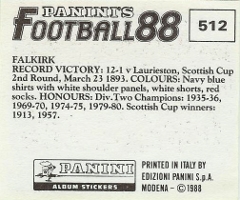 PANINI'S
FOOTBALL 88
512
FALKIRK
RECORD VICTORY: 12-1 v Laurieston, Scottish Cup
2nd Round, March 23 1893. COLOURS: Navy blue
shirts with white shoulder panels, white shorts, red
socks. HONOURS: Div.Two Champions: 1935-36,
1969-70, 1974-75, 1979-80. Scottish Cup winners:
1913, 1957.
PANINI
ALBUM STICKERS
PRINTED IN ITALY BY
EDIZIONI PANINI S.p.A.
MODENA - © 1988